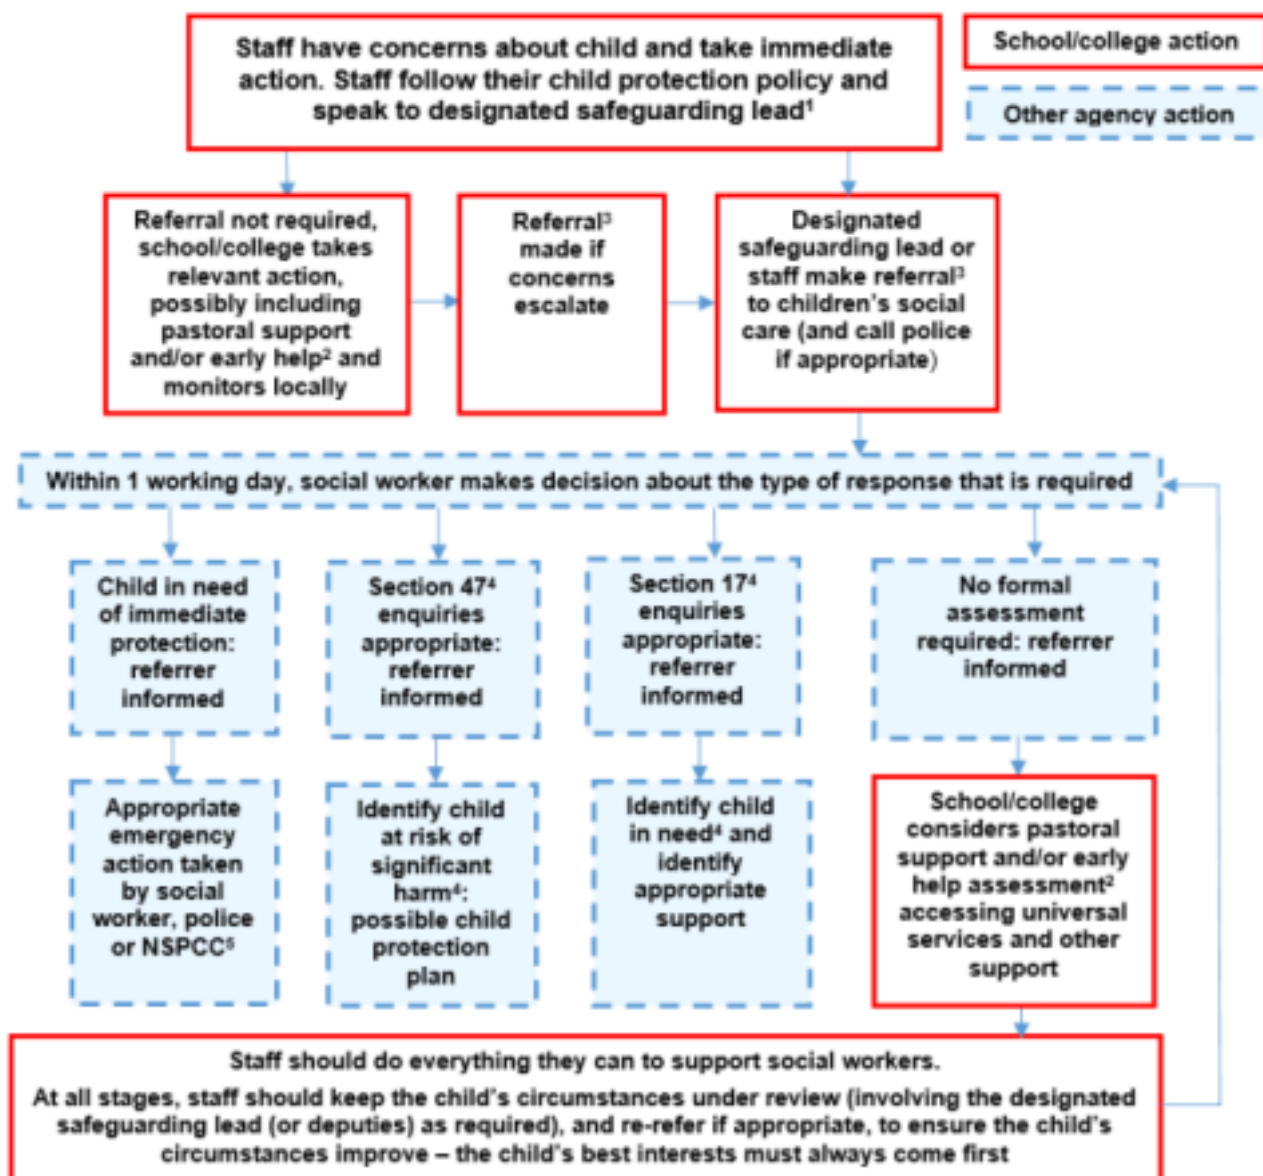 Staff have concerns about child and take immediate
action. Staff follow their child protection policy and
speak to designated safeguarding lead¹
School/college action
Other agency action
Referral not required,
school/college takes
relevant action,
possibly including
pastoral support
and/or early help² and
monitors locally
Referral³
made if
concerns
escalate
Designated
safeguarding lead or
staff make referral³
to children's social
care (and call police
if appropriate)
Within 1 working day, social worker makes decision about the type of response that is required
Child in need
of immediate
protection:
referrer
informed
Section 47⁴
enquiries
appropriate:
referrer
informed
Section 17⁴
enquiries
appropriate:
referrer
informed
No formal
assessment
required: referrer
informed
Appropriate
emergency
action taken
by social
worker, police
or NSPCC⁵
Identify child
at risk of
significant
harm⁴:
possible child
protection
plan
Identify child
in need⁴ and
identify
appropriate
support
School/college
considers pastoral
support and/or early
help assessment²
accessing universal
services and other
support
Staff should do everything they can to support social workers.
At all stages, staff should keep the child's circumstances under review (involving the designated
safeguarding lead (or deputies) as required), and re-refer if appropriate, to ensure the child's
circumstances improve – the child's best interests must always come first